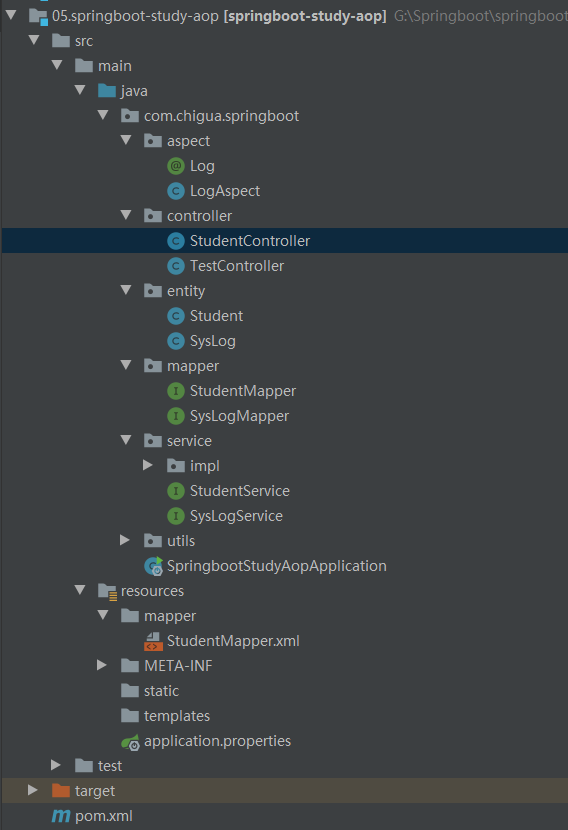 05.springboot-study-aop [springboot-study-aop] G:\Springboot\springboot
src
main
java
com.chigua.springboot
aspect
Log
LogAspect
controller
StudentController
TestController
entity
Student
SysLog
mapper
StudentMapper
SysLogMapper
service
impl
StudentService
SysLogService
utils
SpringbootStudyAopApplication
resources
mapper
StudentMapper.xml
META-INF
static
templates
application.properties
test
target
pom.xml